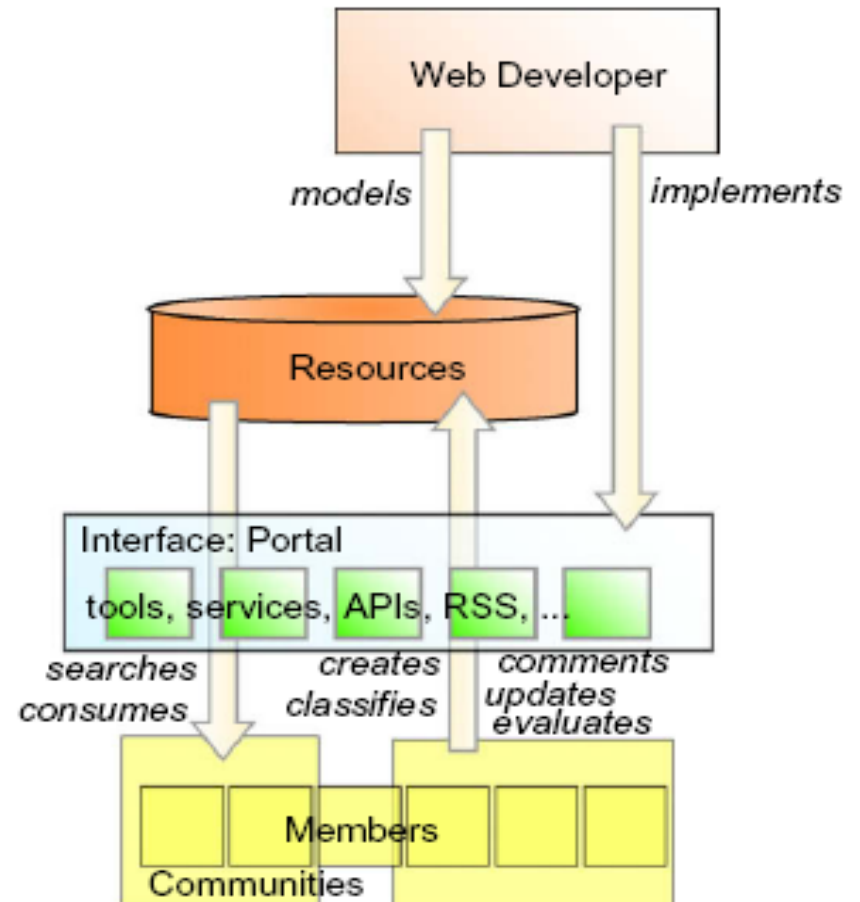 Web Developer
models
implements
Resources
Interface: Portal
tools, services, APIs, RSS, ...
searches
consumes
creates
classifies
comments
updates
evaluates
Members
Communities